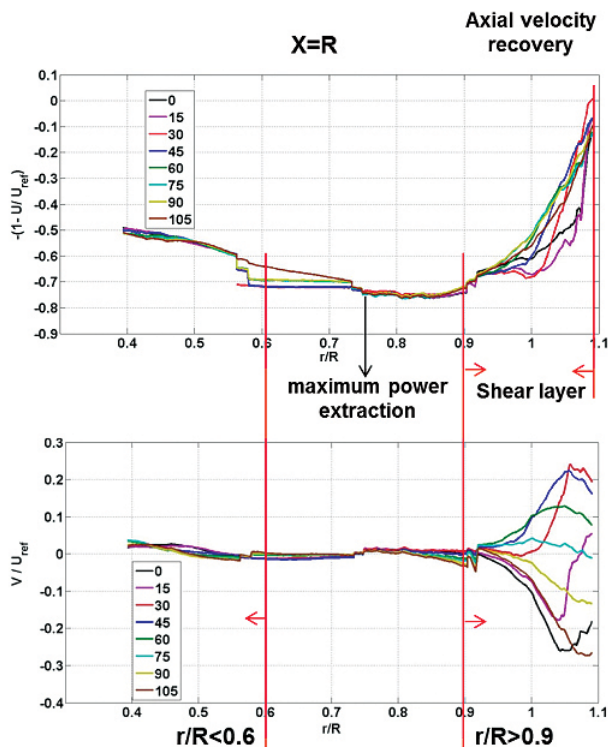 X=R
Axial velocity
recovery
-(1- U/ U_ref)
0.1
0
-0.1
-0.2
-0.3
-0.4
-0.5
-0.6
-0.7
-0.8
-0.9
0
15
30
45
60
75
90
105
0.4 0.5 0.6 0.7 0.8 0.9 1 1.1
r/R
maximum power
extraction
Shear layer
V / U_ref
0.3
0.2
0.1
0
-0.1
-0.2
-0.3
-0.4
0
15
30
45
60
75
90
105
0.4 0.5 0.6 0.7 0.8 0.9 1 1.1
r/R
r/R<0.6
r/R>0.9